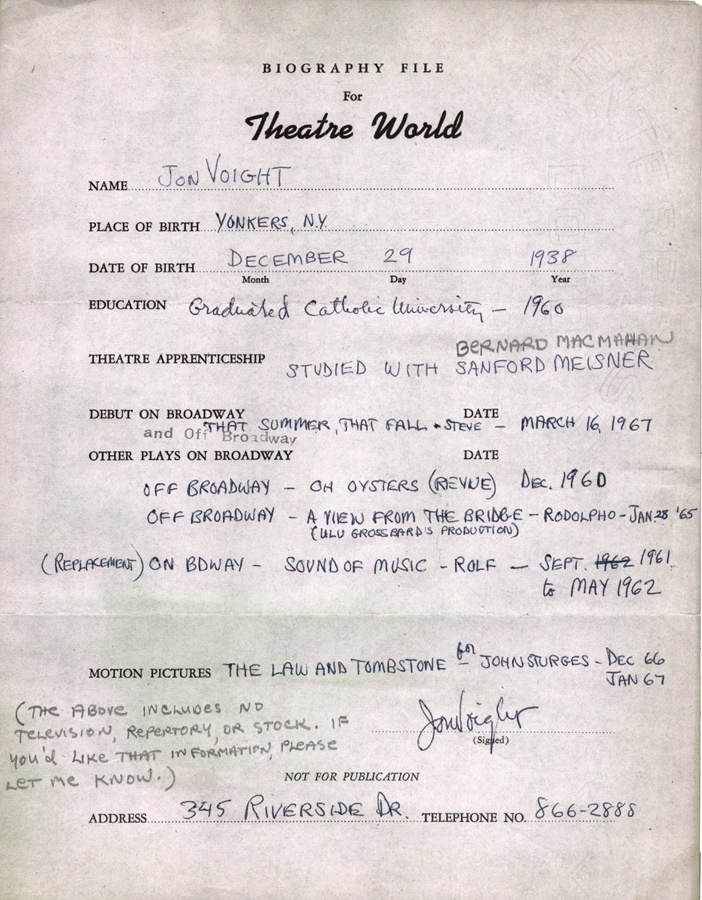 BIOGRAPHY FILE
For
Theatre World
NAME JON VOIGHT
PLACE OF BIRTH YONKERS, N.Y.
DATE OF BIRTH DECEMBER 29 1938
Month Day Year
EDUCATION Graduated Catholic University – 1960
BERNARD MACMAHAN
THEATRE APPRENTICESHIP STUDIED WITH SANFORD MEISNER
DEBUT ON BROADWAY DATE
THAT SUMMER, THAT FALL • STEVE – MARCH 16, 1967
and Off Broadway
OTHER PLAYS ON BROADWAY DATE
OFF BROADWAY – OH OYSTERS (REVUE) DEC. 1960
OFF BROADWAY – A VIEW FROM THE BRIDGE – RODOLPHO – JAN 28 '65
(ULU GROSSBARD'S PRODUCTION)
(REPLACEMENT) ON BDWAY – SOUND OF MUSIC – ROLF – SEPT. 1962 1961
to MAY 1962
MOTION PICTURES THE LAW AND TOMBSTONE for JOHN STURGES – DEC 66
JAN 67
(THE ABOVE INCLUDES NO
TELEVISION, REPERTORY, OR STOCK. IF
YOU'D LIKE THAT INFORMATION, PLEASE
LET ME KNOW.)
Jon Voight
(Signed)
NOT FOR PUBLICATION
ADDRESS 345 RIVERSIDE DR. TELEPHONE NO. 866-2888